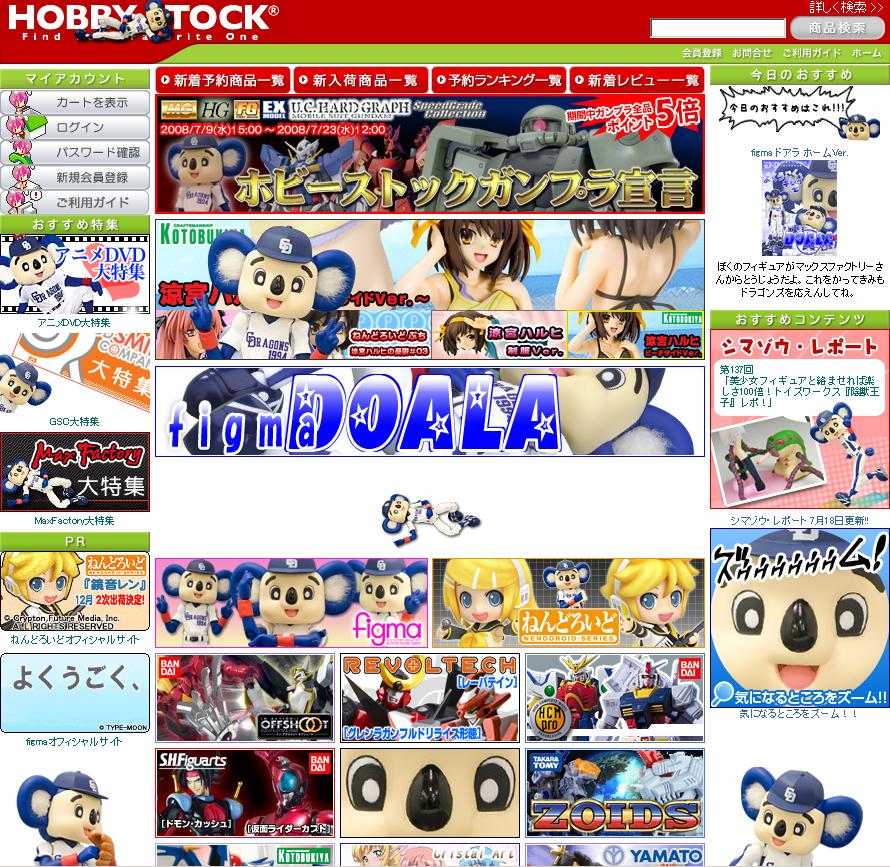 HOBBY STOCK®
Find
avorite One
詳しく検索 >>
商品検索
会員登録 お問合せ ご利用ガイド ホーム
マイアカウント
カートを表示
ログイン
パスワード確認
新規会員登録
ご利用ガイド
おすすめ特集
アニメDVD
大特集
アニメDVD大特集
大特集
GSC大特集
Max Factory
大特集
MaxFactory大特集
PR
ねんどろいど
『鏡音レン』
12月 2次出荷決定!
© Crypton Future Media, Inc.
ALL RIGHTS RESERVED
ねんどろいどオフィシャルサイト
よくうごく、
© TYPE-MOON
figmaオフィシャルサイト
新着予約商品一覧
新入荷商品一覧
予約ランキング一覧
新着レビュー一覧
MG HG FG EX MODEL U.C.HARD GRAPH
MOBILE SUIT GUNDAM
SpeedGrade Collection
2008/7/9(水)15:00 ～ 2008/7/23(水)12:00
期間中ガンプラ全品
ポイント5倍
ホビーストックガンプラ宣言
CRAFTSMANSHIP
KOTOBUKIYA
イドVer.～
CD
DRAGONS
1994
ねんどろいどぷち
涼宮ハルヒの憂鬱#03
涼宮ハルヒ
制服Ver.
KOTOBUKIYA
涼宮ハルヒ
ビーチサイドVer.
figma DOALA
figma
ねんどろいど
NENDOROID-SERIES
BANDAI
OFFSHOOT
REVOLTECH
[レーバテイン]
[グレンラガンフルドリライズ形態]
BANDAI
HCM pro
S.H.Figuarts
BANDAI
[ドモン・カッシュ]
[仮面ライダーカブト]
TAKARA TOMY
ZOIDS
KOTOBUKIYA
Cristal Art
YAMATO
今日のおすすめ
今日のおすすめはこれ!!!
figmaドアラ ホームVer.
DOALA
ぼくのフィギュアがマックスファクトリーさ
んからとうじょうだよ。これをかってきみも
ドラゴンズを応えんしてね。
おすすめコンテンツ
シマゾウ・レポート
第137回
「美少女フィギュアと絡ませれば楽
しさ100倍！トイズワークス『陵獣王
子』レポ！」
シマゾウ・レポート 7月18日更新!!
ズゥゥゥゥゥゥーム!
気になるところをズーム!!
気になるところをズーム！！